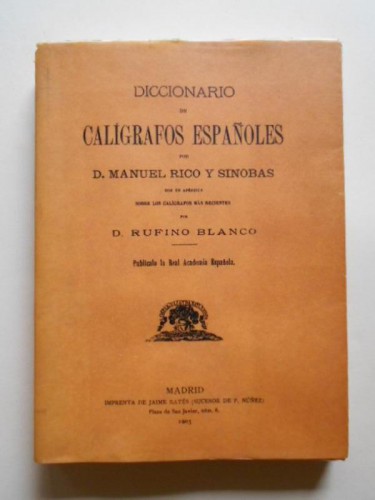 DICCIONARIO
DE
CALÍGRAFOS ESPAÑOLES
POR
D. MANUEL RICO Y SINOBAS
CON UN APÉNDICE
SOBRE LOS CALÍGRAFOS MÁS RECIENTES
POR
D. RUFINO BLANCO
Publícalo la Real Academia Española.
MADRID
IMPRENTA DE JAIME RATÉS (SUCESOR DE P. NÚÑEZ)
Plaza de San Javier, núm. 6.
1903